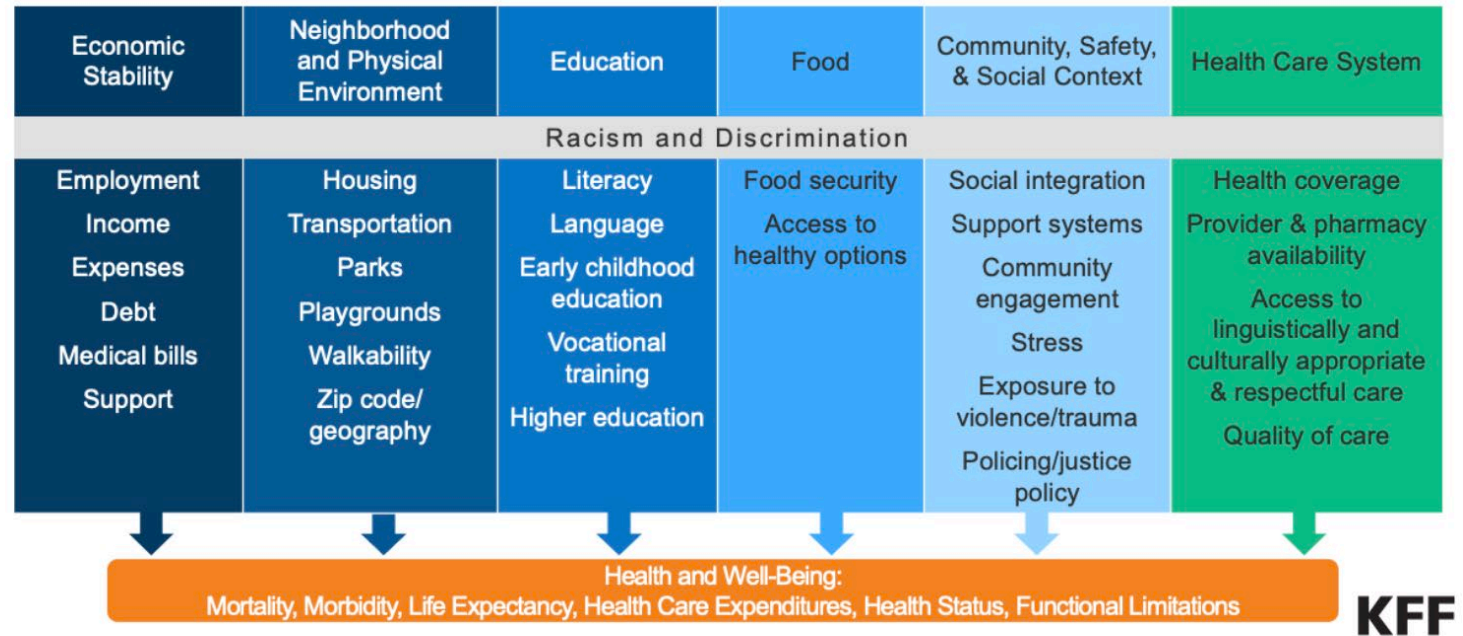 Economic
Stability
Neighborhood
and Physical
Environment
Education
Food
Community, Safety,
& Social Context
Health Care System
Racism and Discrimination
Employment
Income
Expenses
Debt
Medical bills
Support
Housing
Transportation
Parks
Playgrounds
Walkability
Zip code/
geography
Literacy
Language
Early childhood
education
Vocational
training
Higher education
Food security
Access to
healthy options
Social integration
Support systems
Community
engagement
Stress
Exposure to
violence/trauma
Policing/justice
policy
Health coverage
Provider & pharmacy
availability
Access to
linguistically and
culturally appropriate
& respectful care
Quality of care
Health and Well-Being:
Mortality, Morbidity, Life Expectancy, Health Care Expenditures, Health Status, Functional Limitations
KFF